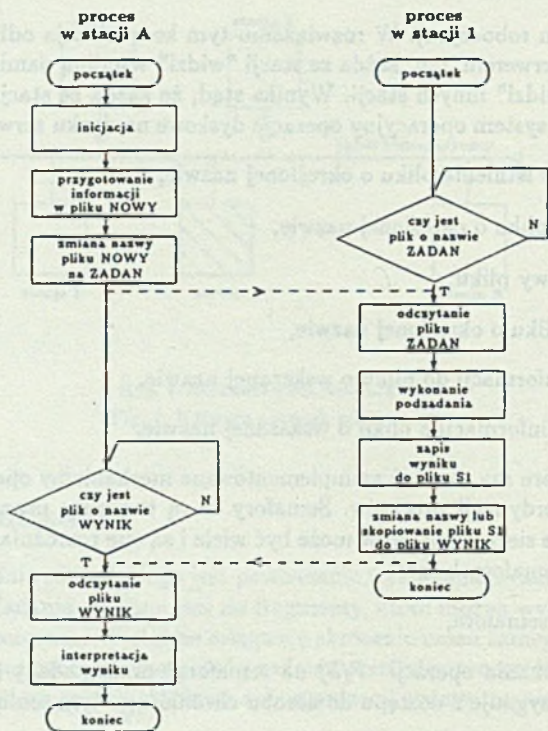 proces
w stacji A
początek
inicjacja
przygotowanie
informacji
w pliku NOWY
zmiana nazwy
pliku NOWY
na ZADAN
czy jest
plik o nazwie
WYNIK
N
T
odczytanie
pliku
WYNIK
interpretacja
wyniku
koniec
proces
w stacji 1
początek
czy jest
plik o nazwie
ZADAN
N
T
odczytanie
pliku
ZADAN
wykonanie
podzadania
zapis
wyniku
do pliku S1
zmiana nazwy lub
kopiowanie pliku S1
do pliku WYNIK
koniec